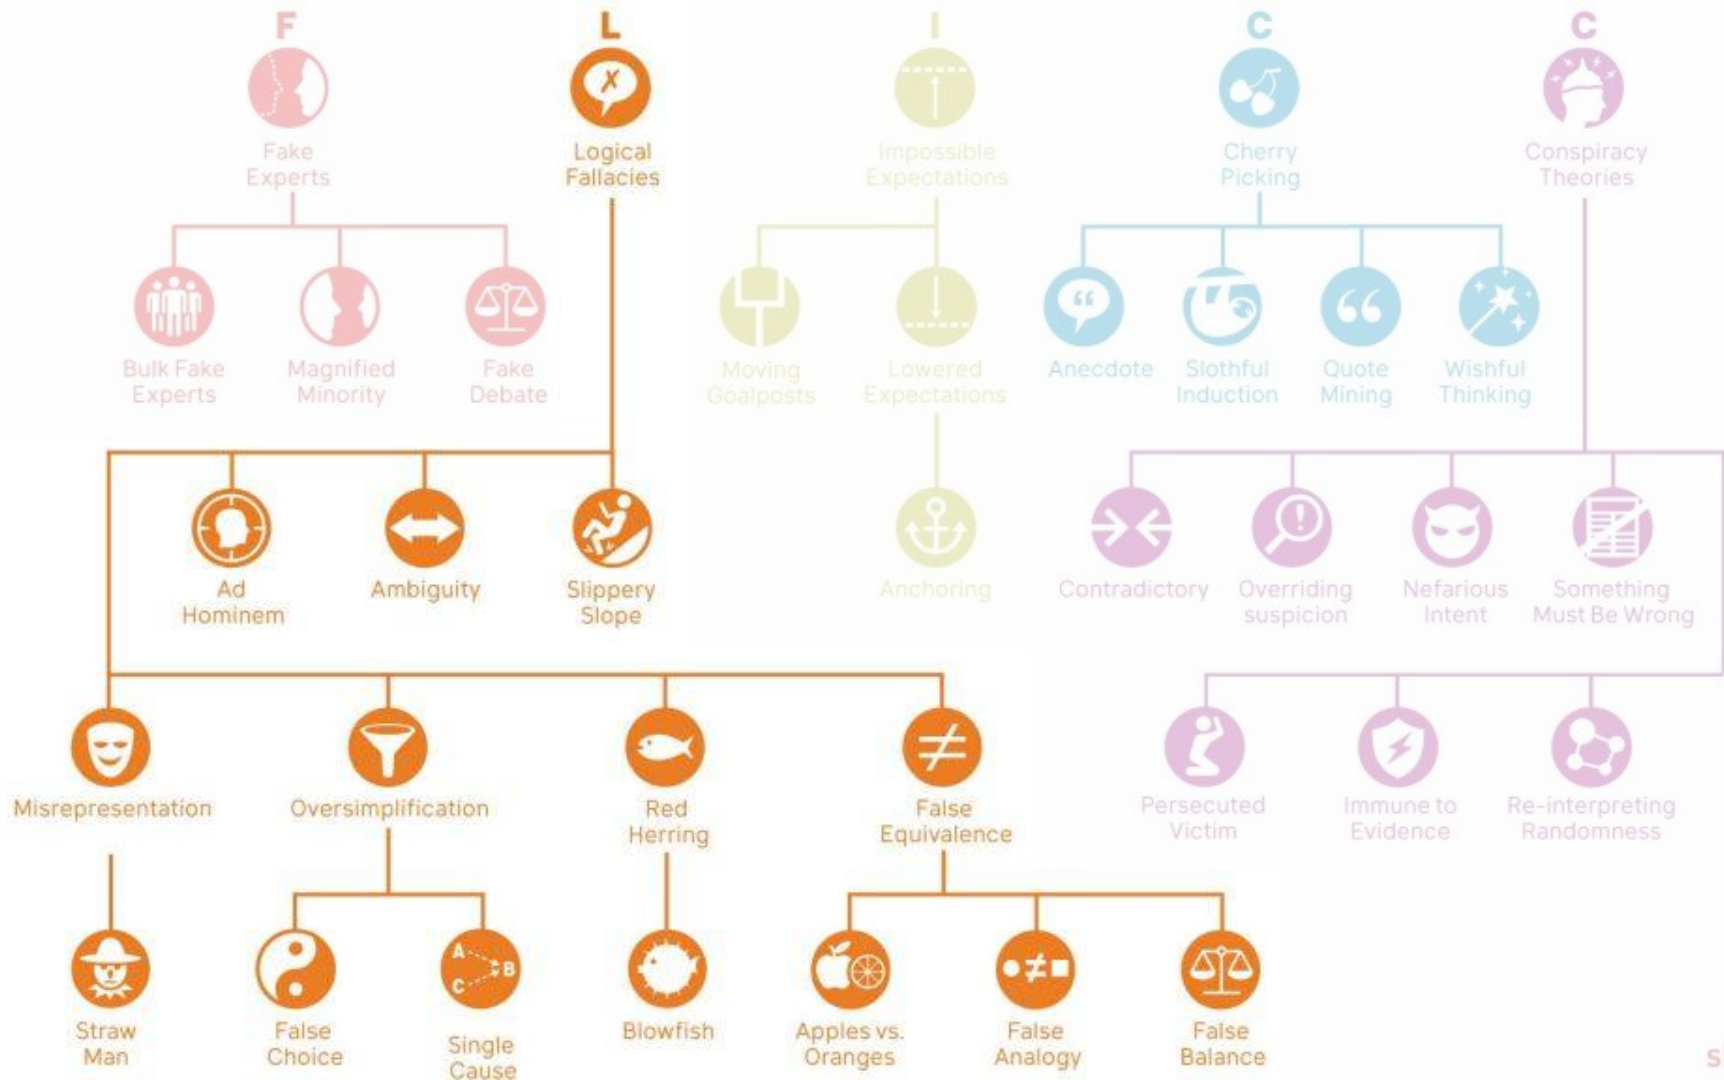 F
L
I
C
C
Fake
Experts
Logical
Fallacies
Impossible
Expectations
Cherry
Picking
Conspiracy
Theories
Bulk Fake
Experts
Magnified
Minority
Fake
Debate
Moving
Goalposts
Lowered
Expectations
Anecdote
Slothful
Induction
Quote
Mining
Wishful
Thinking
Ad
Hominem
Ambiguity
Slippery
Slope
Anchoring
Contradictory
Overriding
suspicion
Nefarious
Intent
Something
Must Be Wrong
Misrepresentation
Oversimplification
Red
Herring
False
Equivalence
Persecuted
Victim
Immune to
Evidence
Re-interpreting
Randomness
A
B
C
Straw
Man
False
Choice
Single
Cause
Blowfish
Apples vs.
Oranges
False
Analogy
False
Balance
S